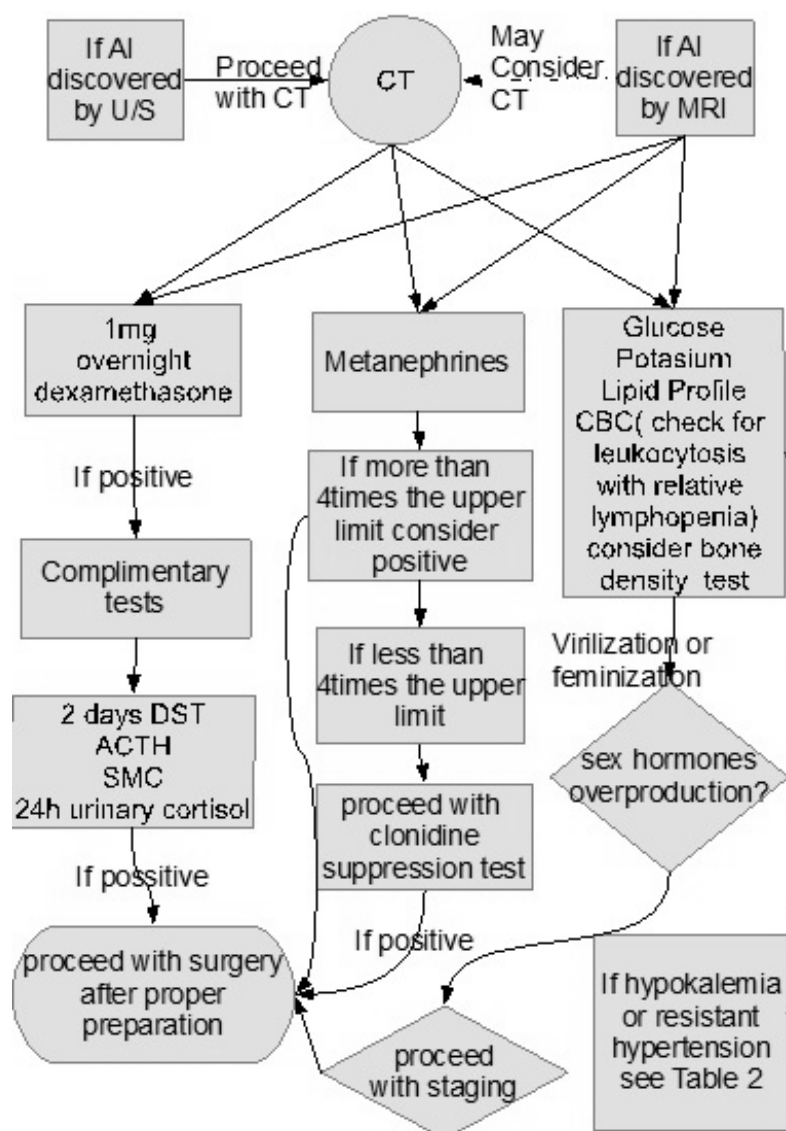 If AI
discovered
by U/S
Proceed
with CT
CT
May
Consider
CT
If AI
discovered
by MRI
1mg
overnight
dexamethasone
Metanephrines
Glucose
Potasium
Lipid Profile
CBC( check for
leukocytosis
with relative
lymphopenia)
consider bone
density test
If positive
If more than
4times the upper
limit consider
positive
Complimentary
tests
If less than
4times the upper
limit
Virilization or
feminization
2 days DST
ACTH
SMC
24h urinary cortisol
proceed with
clonidine
suppression test
sex hormones
overproduction?
If possitive
If positive
proceed with surgery
after proper
preparation
proceed
with staging
If hypokalemia
or resistant
hypertension
see Table 2